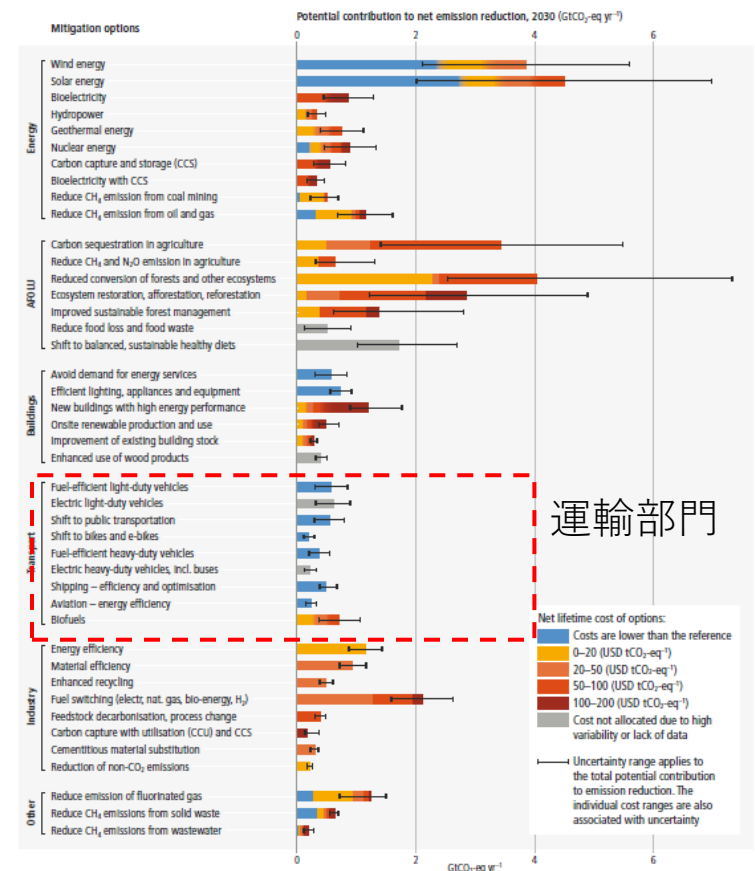 Mitigation options
Potential contribution to net emission reduction, 2030 (GtCO₂-eq yr⁻¹)
0 2 4 6
Energy
Wind energy
Solar energy
Bioelectricity
Hydropower
Geothermal energy
Nuclear energy
Carbon capture and storage (CCS)
Bioelectricity with CCS
Reduce CH₄ emission from coal mining
Reduce CH₄ emission from oil and gas
AFOLU
Carbon sequestration in agriculture
Reduce CH₄ and N₂O emission in agriculture
Reduced conversion of forests and other ecosystems
Ecosystem restoration, afforestation, reforestation
Improved sustainable forest management
Reduce food loss and food waste
Shift to balanced, sustainable healthy diets
Buildings
Avoid demand for energy services
Efficient lighting, appliances and equipment
New buildings with high energy performance
Onsite renewable production and use
Improvement of existing building stock
Enhanced use of wood products
Transport
Fuel-efficient light-duty vehicles
Electric light-duty vehicles
Shift to public transportation
Shift to bikes and e-bikes
Fuel-efficient heavy-duty vehicles
Electric heavy-duty vehicles, incl. buses
Shipping – efficiency and optimisation
Aviation – energy efficiency
Biofuels
運輸部門
Industry
Energy efficiency
Material efficiency
Enhanced recycling
Fuel switching (electr, nat. gas, bio-energy, H₂)
Feedstock decarbonisation, process change
Carbon capture with utilisation (CCU) and CCS
Cementitious material substitution
Reduction of non-CO₂ emissions
Other
Reduce emission of fluorinated gas
Reduce CH₄ emissions from solid waste
Reduce CH₄ emissions from wastewater
Net lifetime cost of options:
Costs are lower than the reference
0–20 (USD tCO₂-eq⁻¹)
20–50 (USD tCO₂-eq⁻¹)
50–100 (USD tCO₂-eq⁻¹)
100–200 (USD tCO₂-eq⁻¹)
Cost not allocated due to high
variability or lack of data
Uncertainty range applies to
the total potential contribution
to emission reduction. The
individual cost ranges are also
associated with uncertainty
0 2 4 6
GtCO₂-eq yr⁻¹